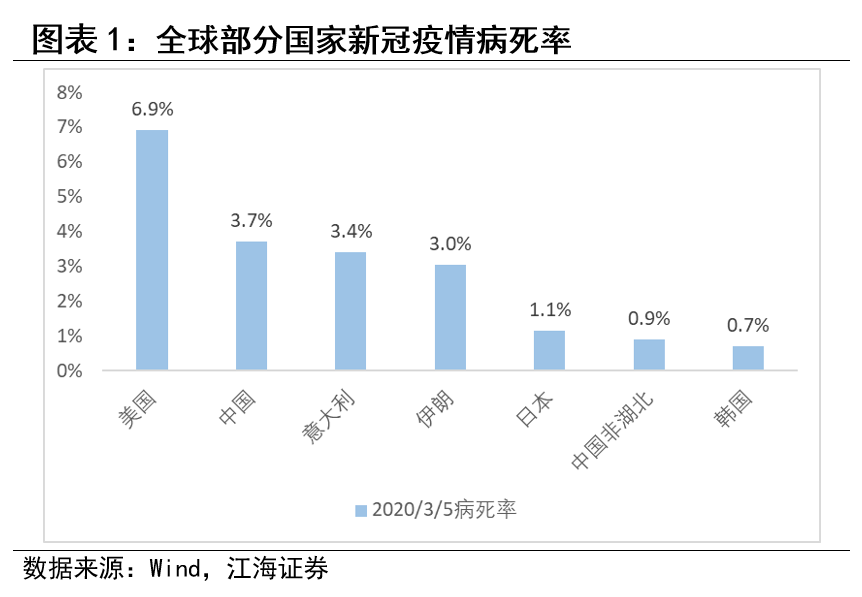 图表1：全球部分国家新冠疫情病死率
8%
7%
6%
5%
4%
3%
2%
1%
0%
6.9%
3.7%
3.4%
3.0%
1.1%
0.9%
0.7%
美国
中国
意大利
伊朗
日本
中国非湖北
韩国
2020/3/5病死率
数据来源：Wind，江海证券